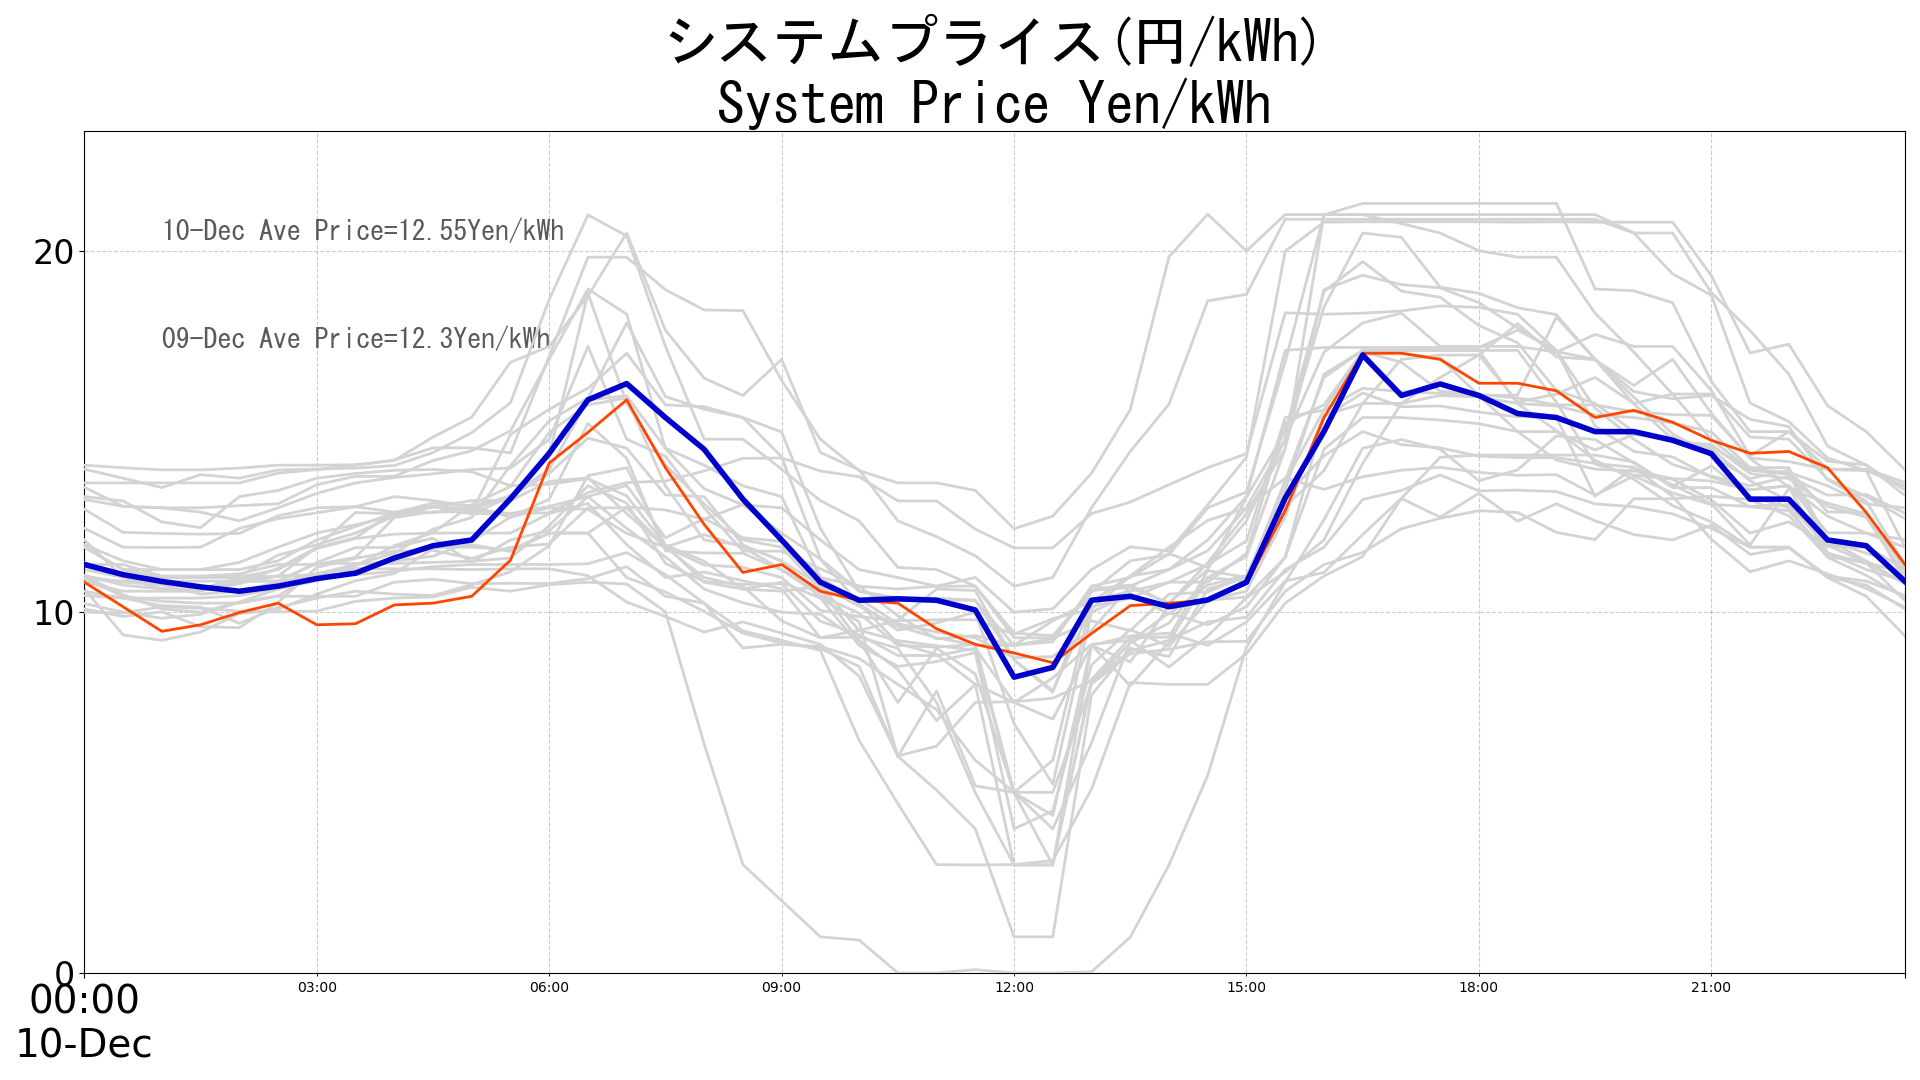 システムプライス(円/kWh)
System Price Yen/kWh
10-Dec Ave Price=12.55Yen/kWh
09-Dec Ave Price=12.3Yen/kWh
20
10
0
00:00
10-Dec
03:00
06:00
09:00
12:00
15:00
18:00
21:00